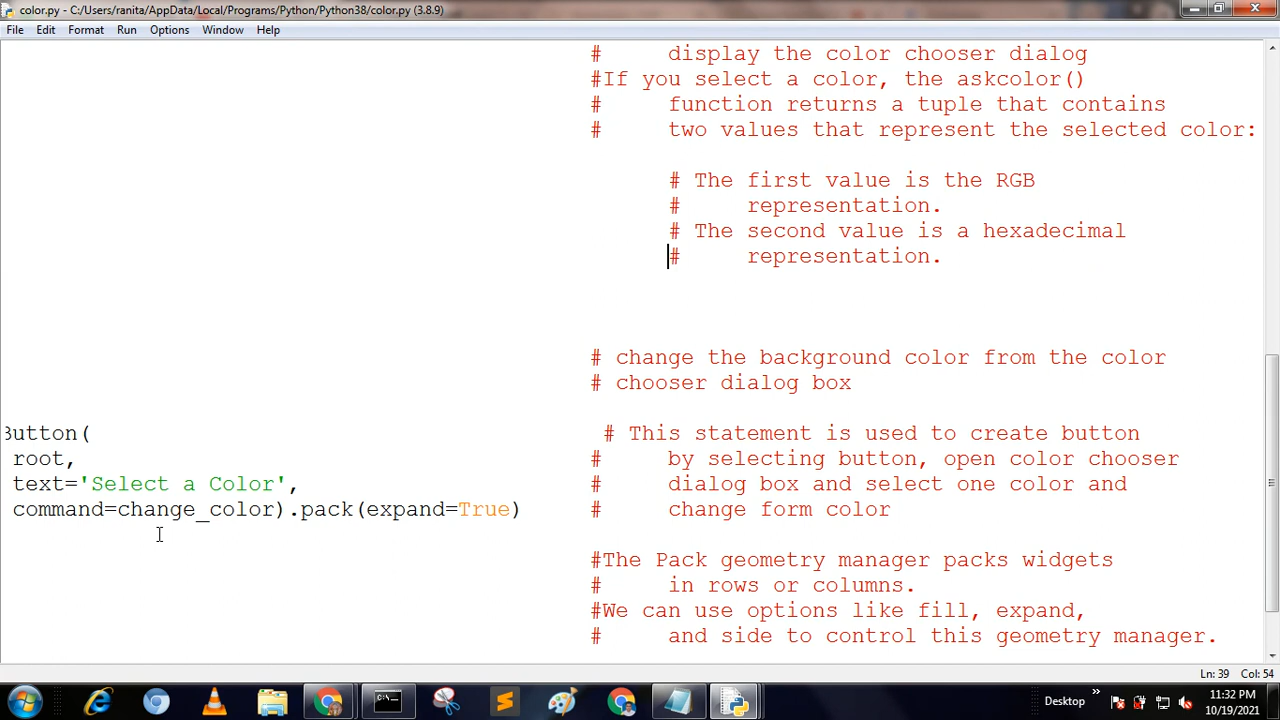 color.py - C:/Users/ranita/AppData/Local/Programs/Python/Python38/color.py (3.8.9)
File Edit Format Run Options Window Help
# display the color chooser dialog
#If you select a color, the askcolor()
# function returns a tuple that contains
# two values that represent the selected color:
# The first value is the RGB
# representation.
# The second value is a hexadecimal
# representation.
# change the background color from the color
# chooser dialog box
Button( # This statement is used to create button
root, # by selecting button, open color chooser
text='Select a Color', # dialog box and select one color and
command=change_color).pack(expand=True) # change form color
#The Pack geometry manager packs widgets
# in rows or columns.
#We can use options like fill, expand,
# and side to control this geometry manager.
Ln: 39 Col: 54
Desktop
11:32 PM
10/19/2021